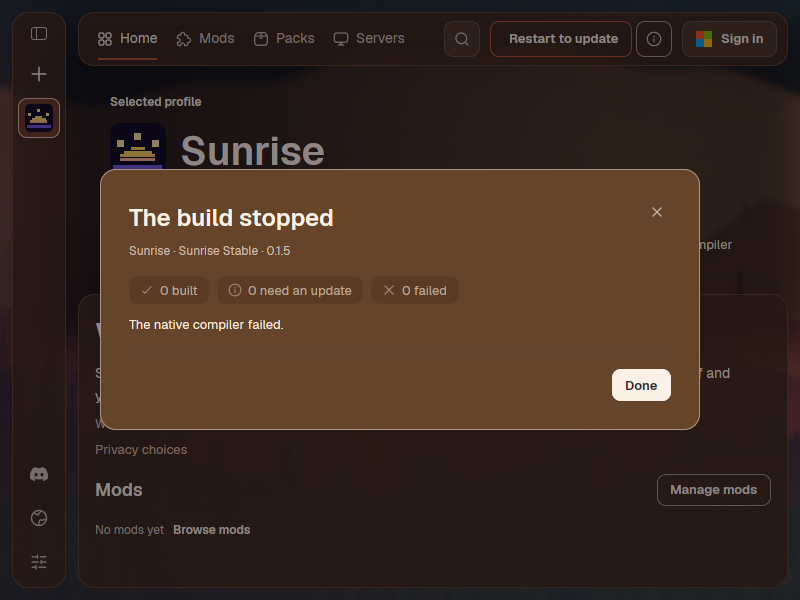 Home
Mods
Packs
Servers
Restart to update
Sign in
Selected profile
Sunrise
The build stopped
Sunrise · Sunrise Stable · 0.1.5
0 built
0 need an update
0 failed
The native compiler failed.
Done
and
Privacy choices
Mods
Manage mods
No mods yet Browse mods